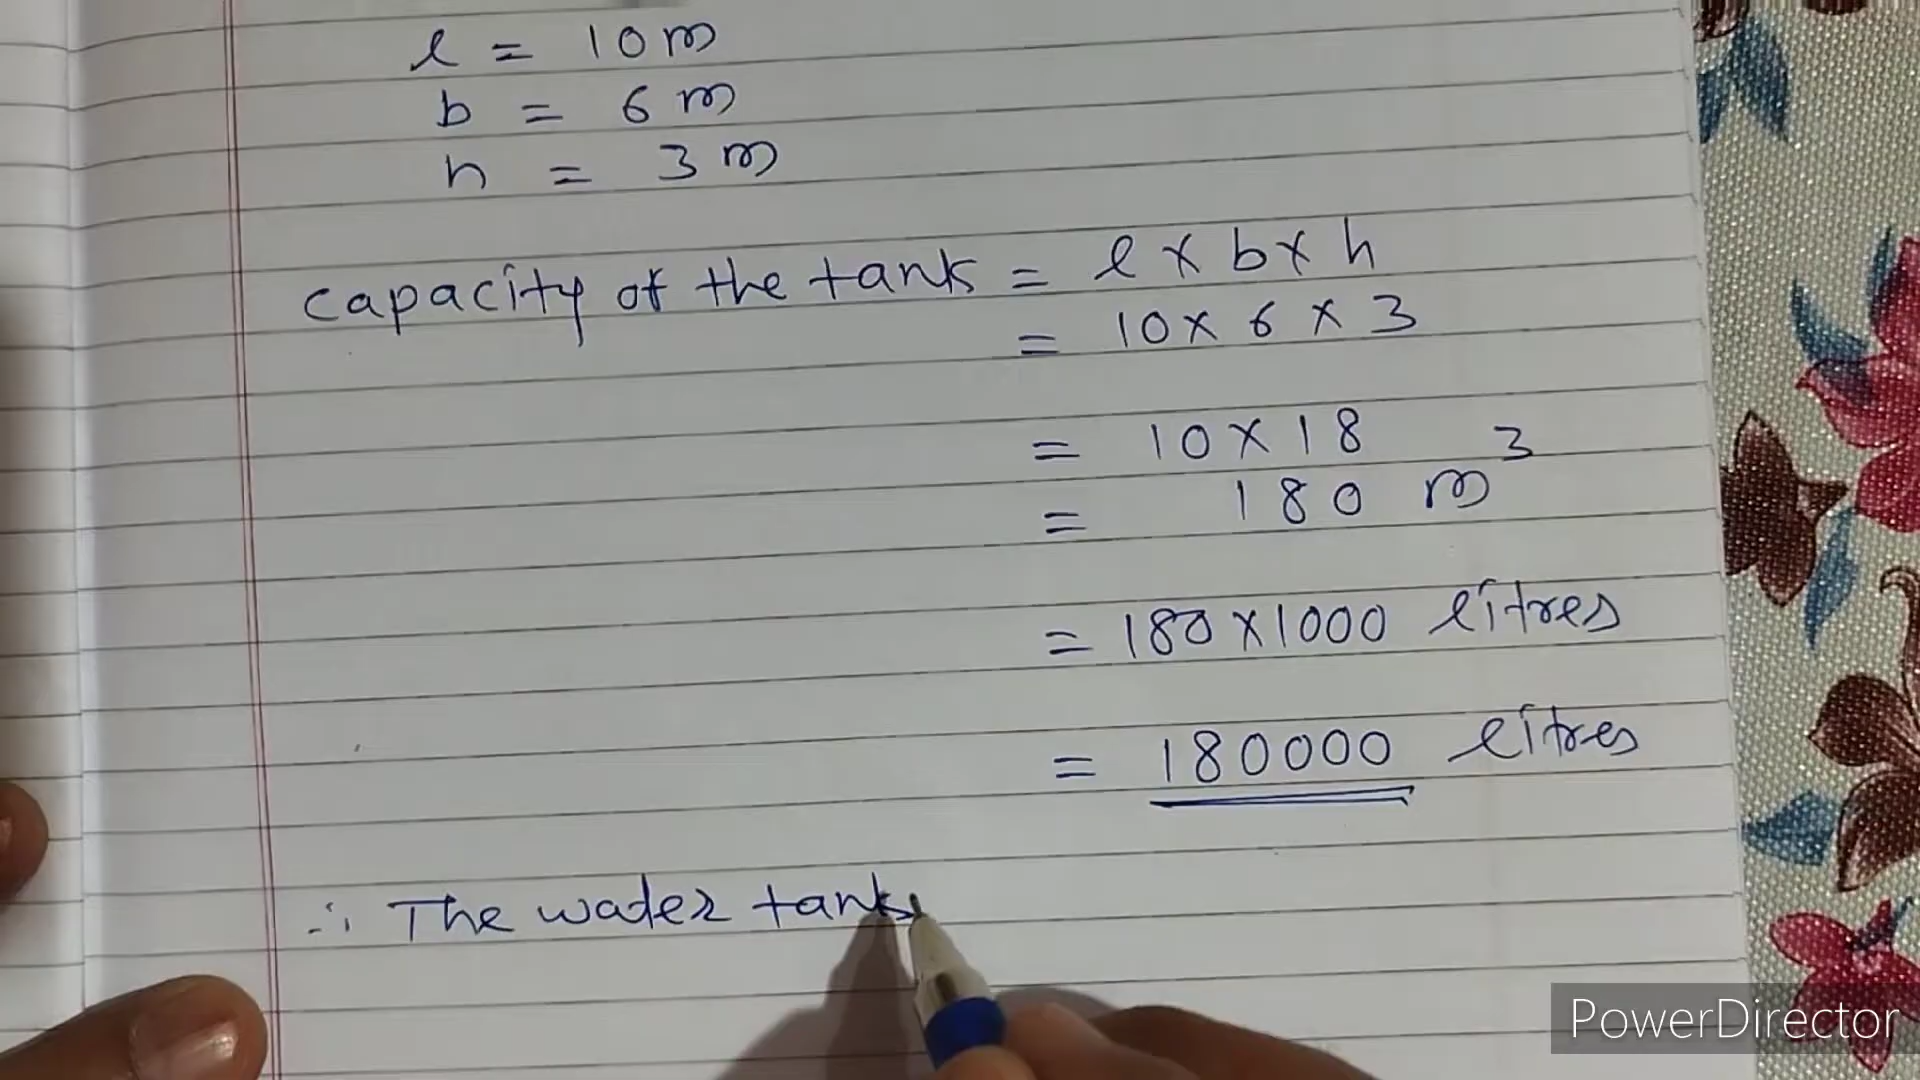 l = 10 m
b = 6 m
h = 3 m
capacity of the tank = l × b × h
= 10 × 6 × 3
= 10 × 18
= 180 m³
= 180 × 1000 litres
= 180000 litres
∴ The water tank
PowerDirector